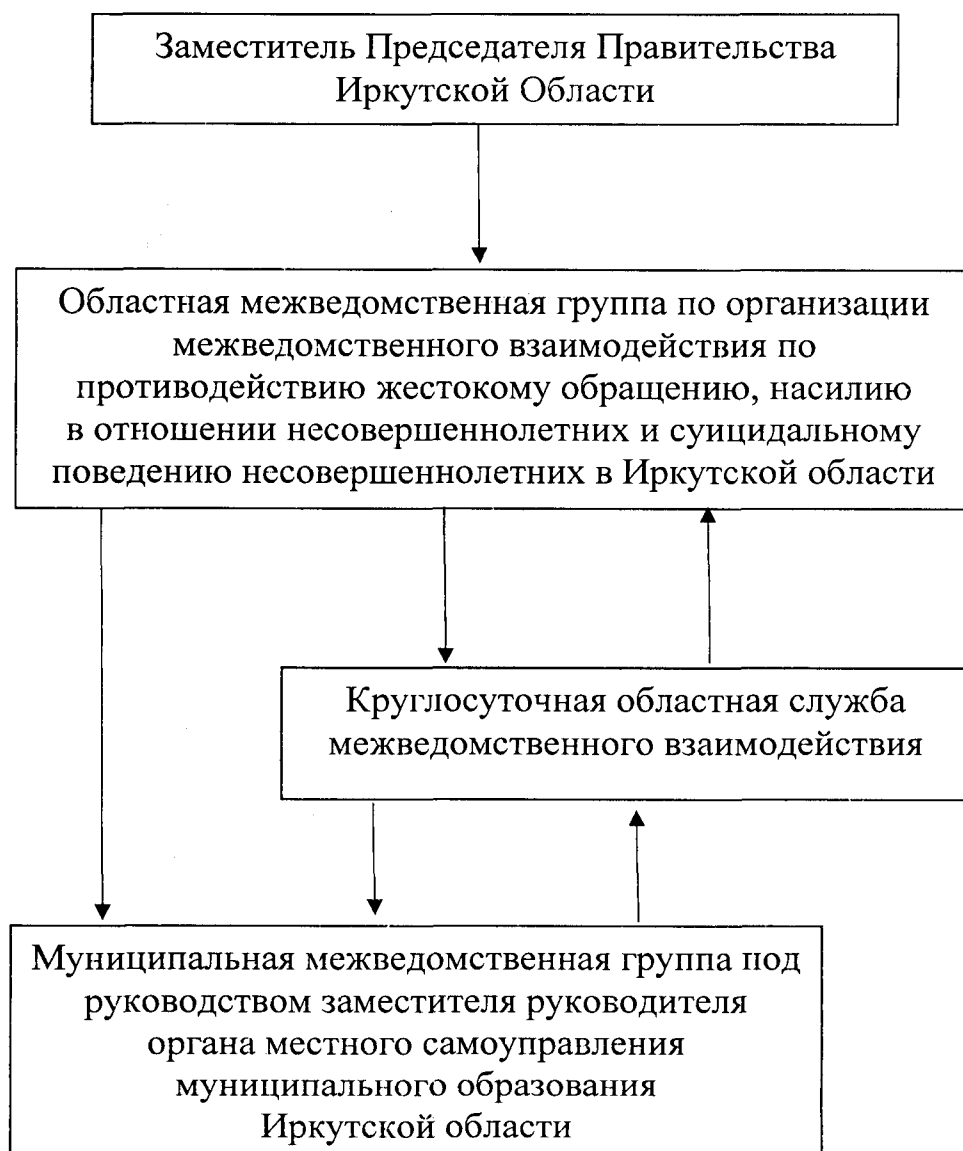 Заместитель Председателя Правительства
Иркутской Области
Областная межведомственная группа по организации
межведомственного взаимодействия по
противодействию жестокому обращению, насилию
в отношении несовершеннолетних и суицидальному
поведению несовершеннолетних в Иркутской области
Круглосуточная областная служба
межведомственного взаимодействия
Муниципальная межведомственная группа под
руководством заместителя руководителя
органа местного самоуправления
муниципального образования
Иркутской области